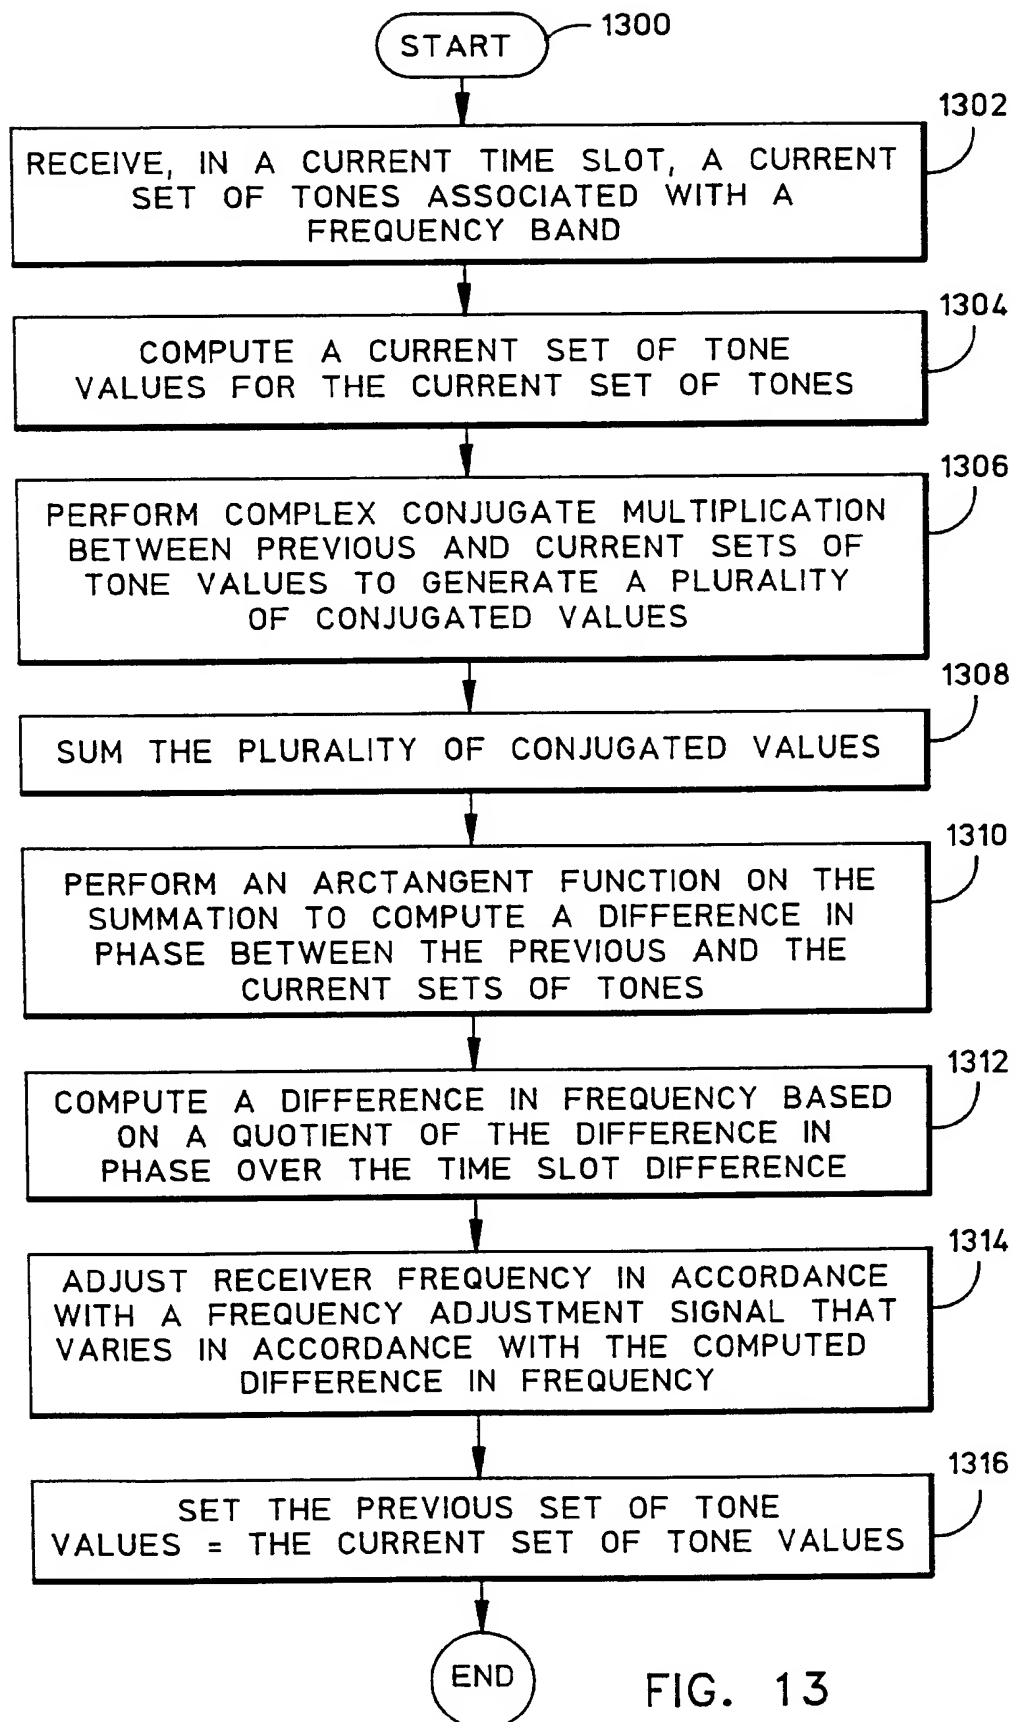 START
1300
1302
RECEIVE, IN A CURRENT TIME SLOT, A CURRENT
SET OF TONES ASSOCIATED WITH A
FREQUENCY BAND
1304
COMPUTE A CURRENT SET OF TONE
VALUES FOR THE CURRENT SET OF TONES
1306
PERFORM COMPLEX CONJUGATE MULTIPLICATION
BETWEEN PREVIOUS AND CURRENT SETS OF
TONE VALUES TO GENERATE A PLURALITY
OF CONJUGATED VALUES
1308
SUM THE PLURALITY OF CONJUGATED VALUES
1310
PERFORM AN ARCTANGENT FUNCTION ON THE
SUMMATION TO COMPUTE A DIFFERENCE IN
PHASE BETWEEN THE PREVIOUS AND THE
CURRENT SETS OF TONES
1312
COMPUTE A DIFFERENCE IN FREQUENCY BASED
ON A QUOTIENT OF THE DIFFERENCE IN
PHASE OVER THE TIME SLOT DIFFERENCE
1314
ADJUST RECEIVER FREQUENCY IN ACCORDANCE
WITH A FREQUENCY ADJUSTMENT SIGNAL THAT
VARIES IN ACCORDANCE WITH THE COMPUTED
DIFFERENCE IN FREQUENCY
1316
SET THE PREVIOUS SET OF TONE
VALUES = THE CURRENT SET OF TONE VALUES
END
FIG. 13